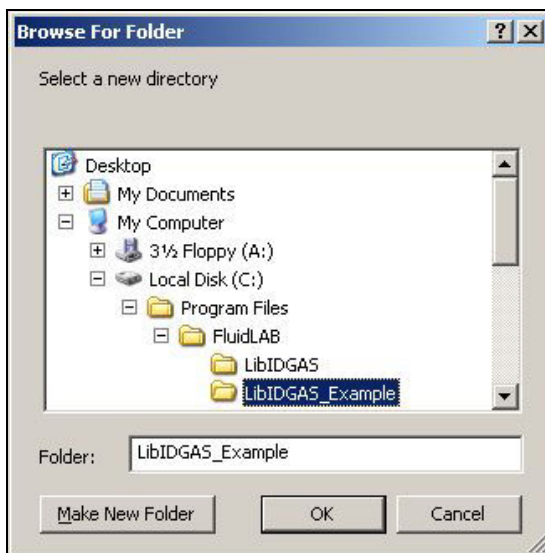 Browse For Folder
Select a new directory
Desktop
My Documents
My Computer
3½ Floppy (A:)
Local Disk (C:)
Program Files
FluidLAB
LibIDGAS
LibIDGAS_Example
Folder: LibIDGAS_Example
Make New Folder OK Cancel